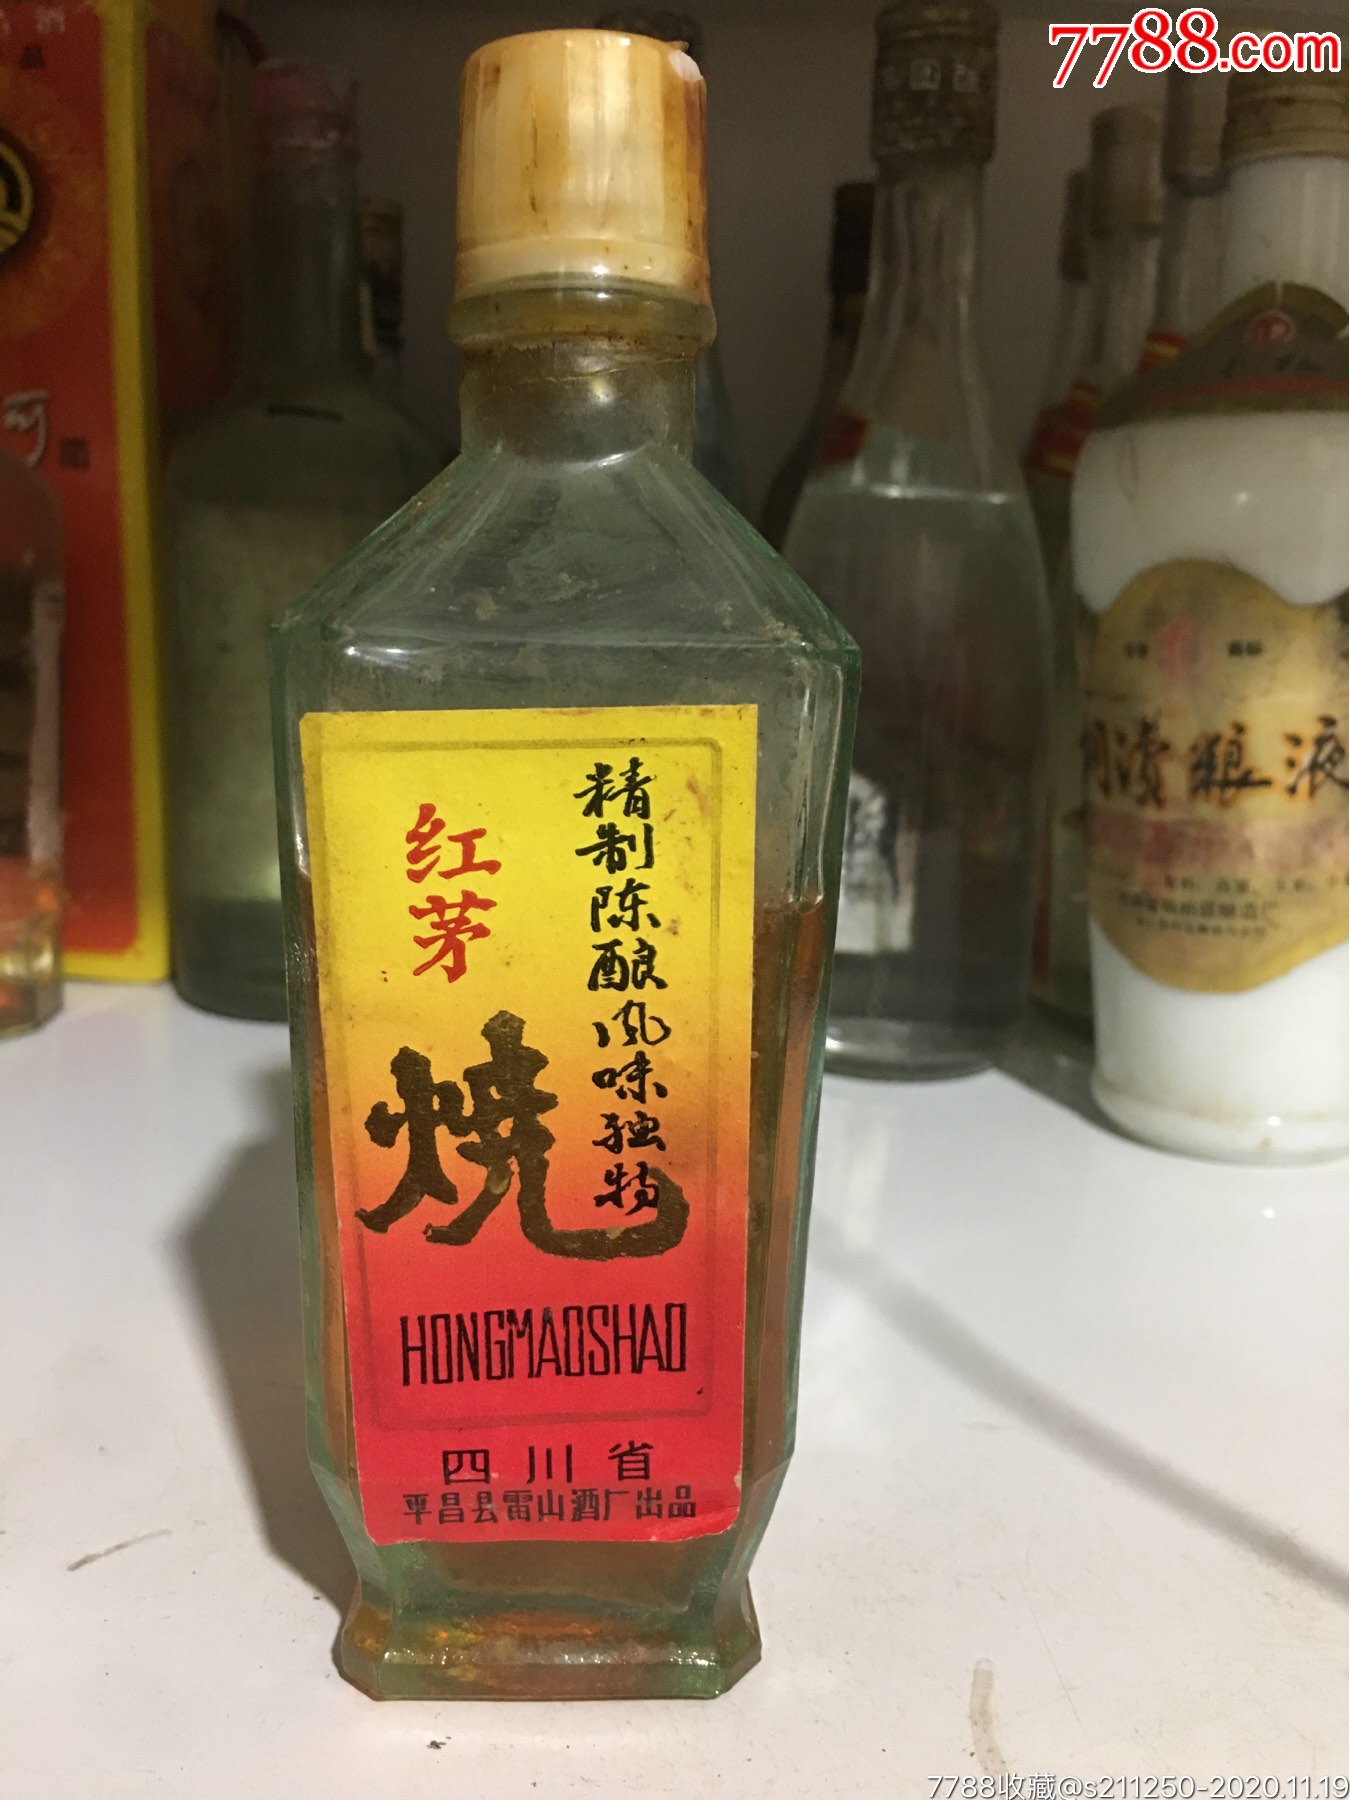 7788.com
精制陈酿风味独特
红茅
烧
HONGMAOSHAO
四川省
平昌县雷山酒厂出品
粮液
7788收藏@s211250-2020.11.19